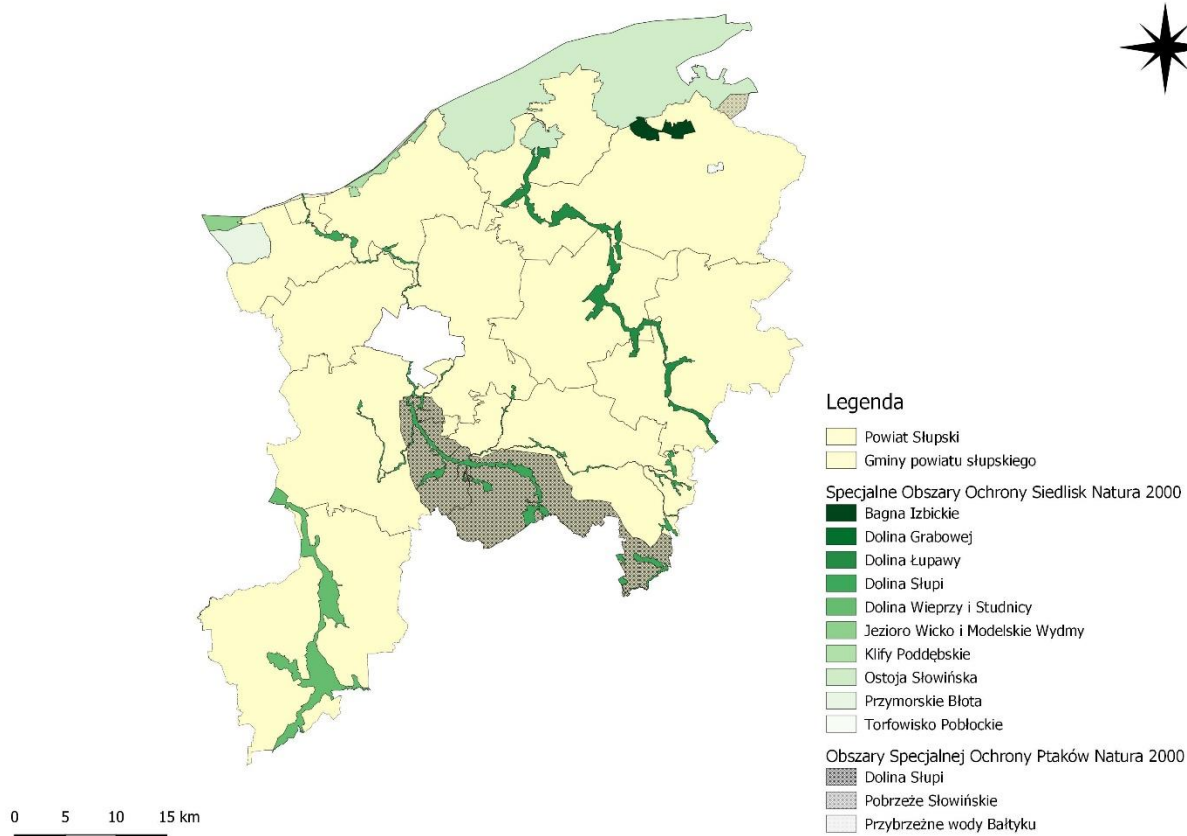 Legenda
Powiat Słupski
Gminy powiatu słupskiego
Specjalne Obszary Ochrony Siedlisk Natura 2000
Bagna Izbickie
Dolina Grabowej
Dolina Łupawy
Dolina Słupi
Dolina Wieprzy i Studnicy
Jezioro Wicko i Modelskie Wydmy
Klify Poddębskie
Ostoja Słowińska
Przymorskie Błota
Torfowisko Pobłockie
Obszary Specjalnej Ochrony Ptaków Natura 2000
Dolina Słupi
Pobrzeże Słowińskie
Przybrzeżne wody Bałtyku
0 5 10 15 km